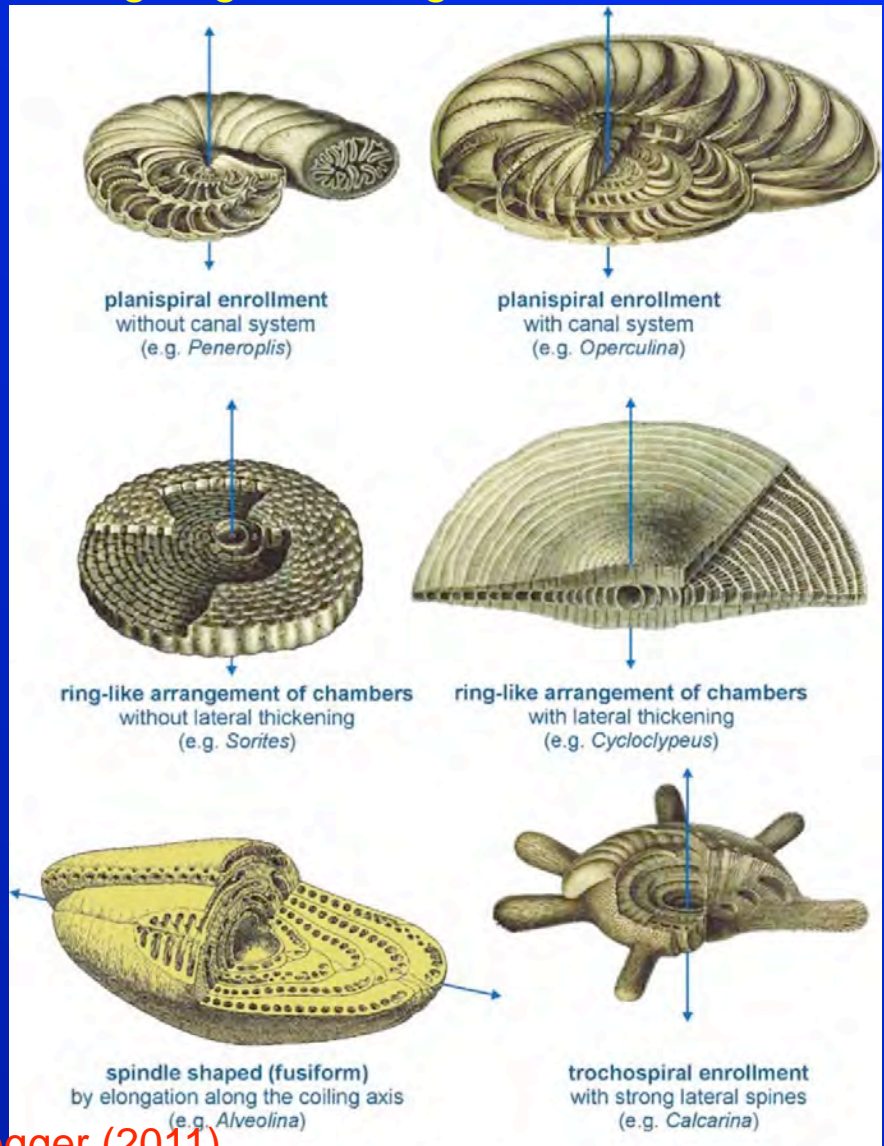 planispiral enrollment
without canal system
(e.g. Peneroplis)
planispiral enrollment
with canal system
(e.g. Operculina)
ring-like arrangement of chambers
without lateral thickening
(e.g. Sorites)
ring-like arrangement of chambers
with lateral thickening
(e.g. Cycloclypeus)
spindle shaped (fusiform)
by elongation along the coiling axis
(e.g. Alveolina)
trochospiral enrollment
with strong lateral spines
(e.g. Calcarina)
(2011)